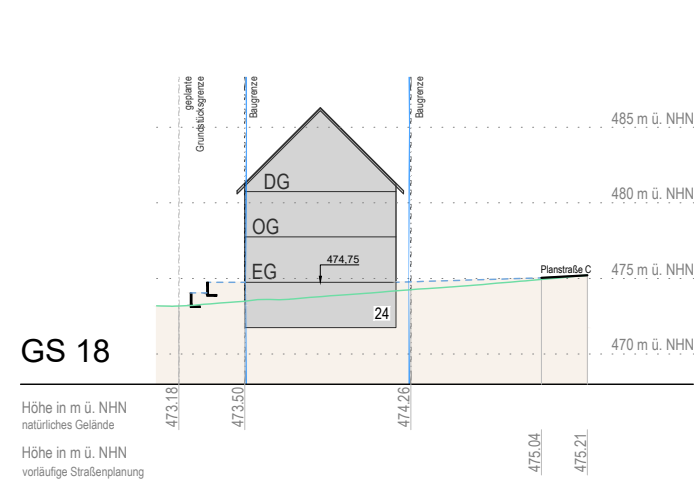 geplante
Grundstücksgrenze
Baugrenze
Baugrenze
485 m ü. NHN
480 m ü. NHN
475 m ü. NHN
470 m ü. NHN
DG
OG
EG
474,75
24
Planstraße C
GS 18
Höhe in m ü. NHN
natürliches Gelände
473.18
473.50
474.26
Höhe in m ü. NHN
vorläufige Straßenplanung
475.04
475.21